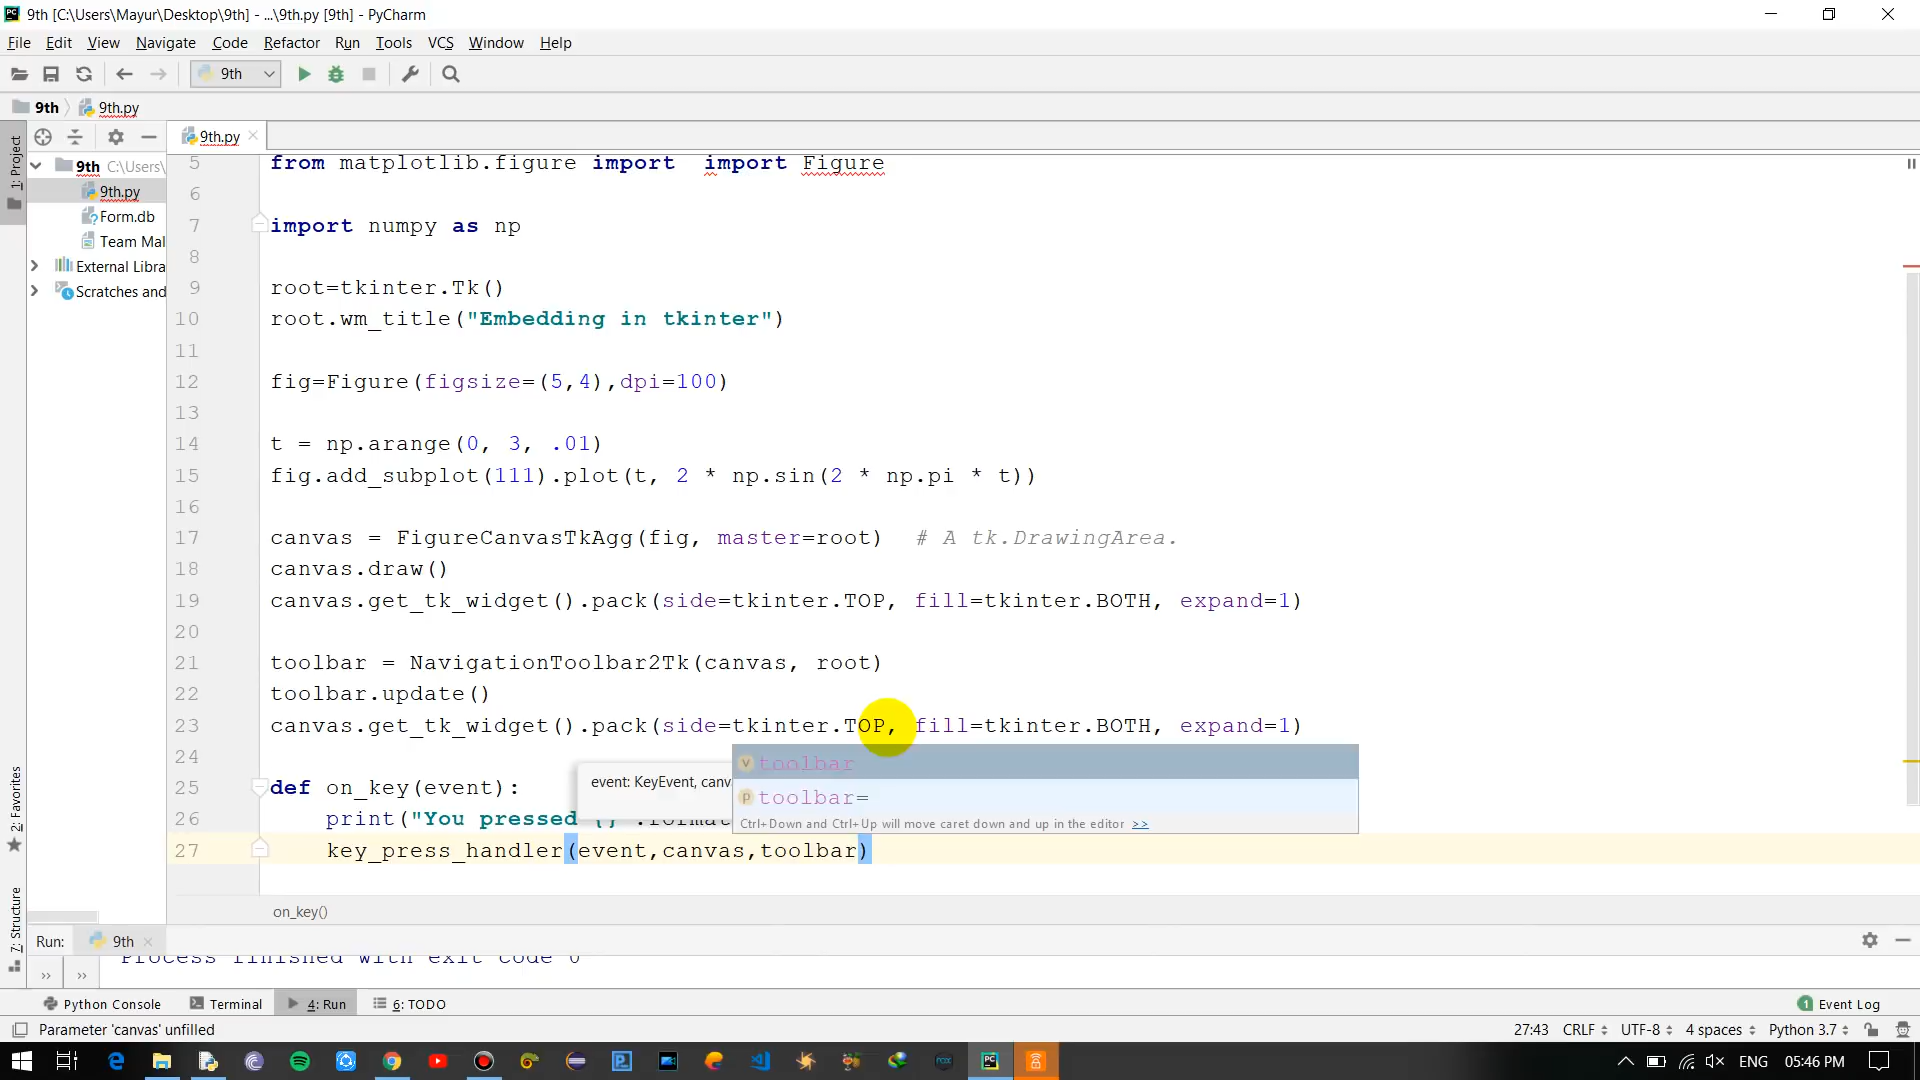 9th [C:\Users\Mayur\Desktop\9th] - ...\9th.py [9th] - PyCharm
File Edit View Navigate Code Refactor Run Tools VCS Window Help
9th
9th 9th.py
1: Project
9th.py
9th C:\Users\
9th.py
Form.db
Team Mal
External Libra
Scratches and
5 from matplotlib.figure import  import Figure
6
7 import numpy as np
8
9 root=tkinter.Tk()
10 root.wm_title("Embedding in tkinter")
11
12 fig=Figure(figsize=(5,4),dpi=100)
13
14 t = np.arange(0, 3, .01)
15 fig.add_subplot(111).plot(t, 2 * np.sin(2 * np.pi * t))
16
17 canvas = FigureCanvasTkAgg(fig, master=root)  # A tk.DrawingArea.
18 canvas.draw()
19 canvas.get_tk_widget().pack(side=tkinter.TOP, fill=tkinter.BOTH, expand=1)
20
21 toolbar = NavigationToolbar2Tk(canvas, root)
22 toolbar.update()
23 canvas.get_tk_widget().pack(side=tkinter.TOP, fill=tkinter.BOTH, expand=1)
24
v toolbar
25 def on_key(event):
event: KeyEvent, canv
p toolbar=
26 print("You pressed {}".format
Ctrl+Down and Ctrl+Up will move caret down and up in the editor >>
27 key_press_handler(event,canvas,toolbar)
2: Favorites
7: Structure
on_key()
Run: 9th
Process finished with exit code 0
>> >>
Python Console Terminal 4: Run 6: TODO 1 Event Log
Parameter 'canvas' unfilled 27:43 CRLF UTF-8 4 spaces Python 3.7
ENG 05:46 PM